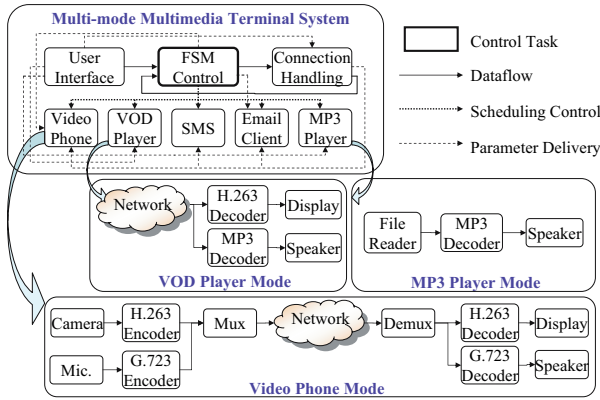 Multi-mode Multimedia Terminal System
User
Interface
FSM
Control
Connection
Handling
Video
Phone
VOD
Player
SMS
Email
Client
MP3
Player
Control Task
Dataflow
Scheduling Control
Parameter Delivery
Network
H.263
Decoder
Display
MP3
Decoder
Speaker
VOD Player Mode
File
Reader
MP3
Decoder
Speaker
MP3 Player Mode
Camera
H.263
Encoder
Mux
Network
Demux
H.263
Decoder
Display
Mic.
G.723
Encoder
G.723
Decoder
Speaker
Video Phone Mode